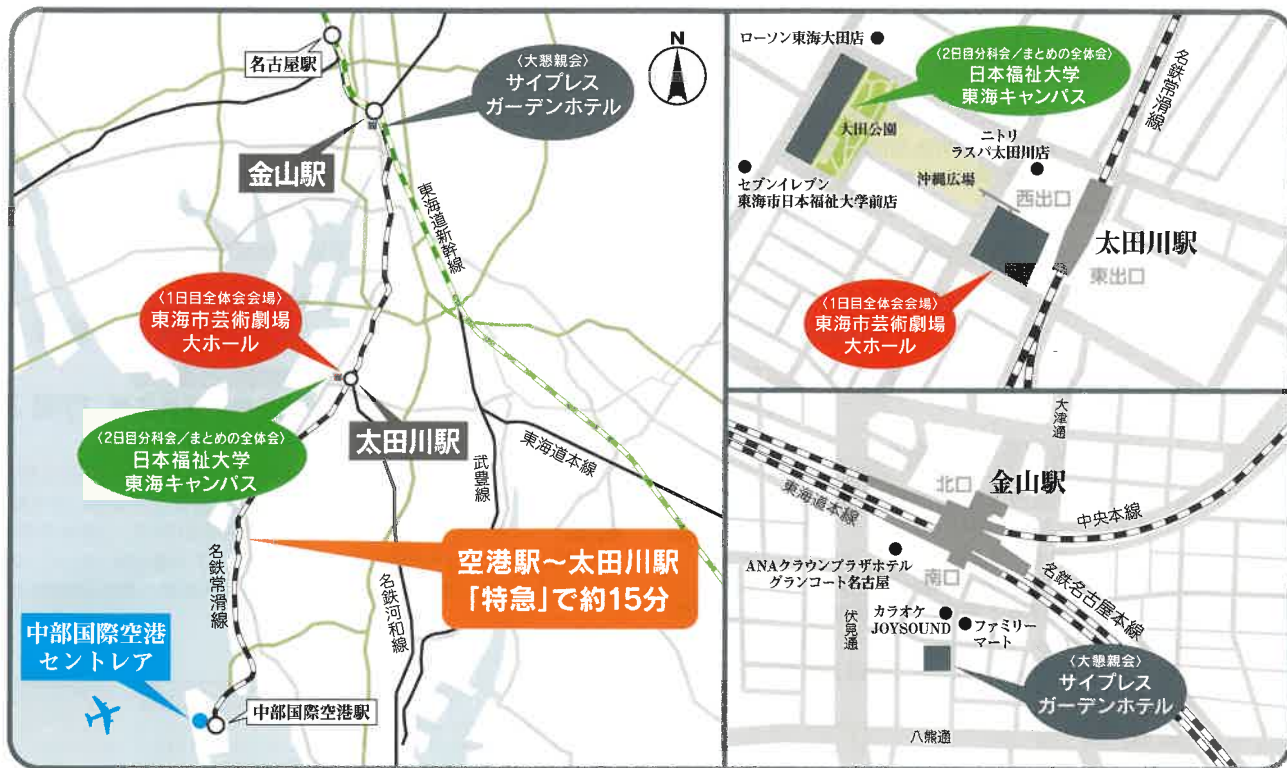 名古屋駅
〈大懇親会〉
サイプレス
ガーデンホテル
N
金山駅
東海道新幹線
〈1日目全体会会場〉
東海市芸術劇場
大ホール
〈2日目分科会/まとめの全体会〉
日本福祉大学
東海キャンパス
太田川駅
武豊線
東海道本線
名鉄常滑線
名鉄河和線
空港駅~太田川駅
「特急」で約15分
中部国際空港
セントレア
中部国際空港駅
ローソン東海大田店
〈2日目分科会/まとめの全体会〉
日本福祉大学
東海キャンパス
名鉄常滑線
大田公園
ニトリ
ラスパ太田川店
セブンイレブン
東海市日本福祉大学前店
沖縄広場
西出口
太田川駅
東出口
〈1日目全体会会場〉
東海市芸術劇場
大ホール
大津通
北口
金山駅
東海道本線
中央本線
ANAクラウンプラザホテル
グランコート名古屋
南口
名鉄名古屋本線
伏見通
カラオケ
JOYSOUND
ファミリー
マート
〈大懇親会〉
サイプレス
ガーデンホテル
八熊通